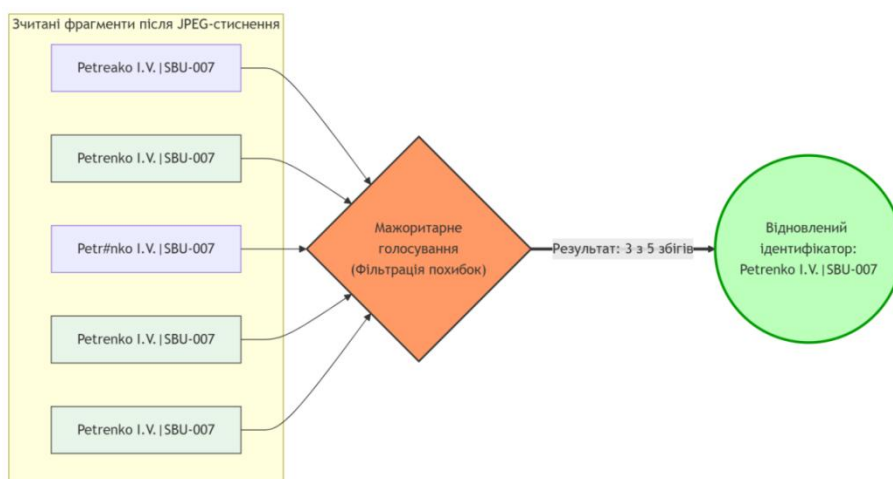 Зчитані фрагменти після JPEG-стиснення
Petreako I.V.|SBU-007
Petrenko I.V.|SBU-007
Petr#nko I.V.|SBU-007
Petrenko I.V.|SBU-007
Petrenko I.V.|SBU-007
Мажоритарне
голосування
(Фільтрація похибок)
Результат: 3 з 5 збігів
Відновлений
ідентифікатор:
Petrenko I.V.|SBU-007